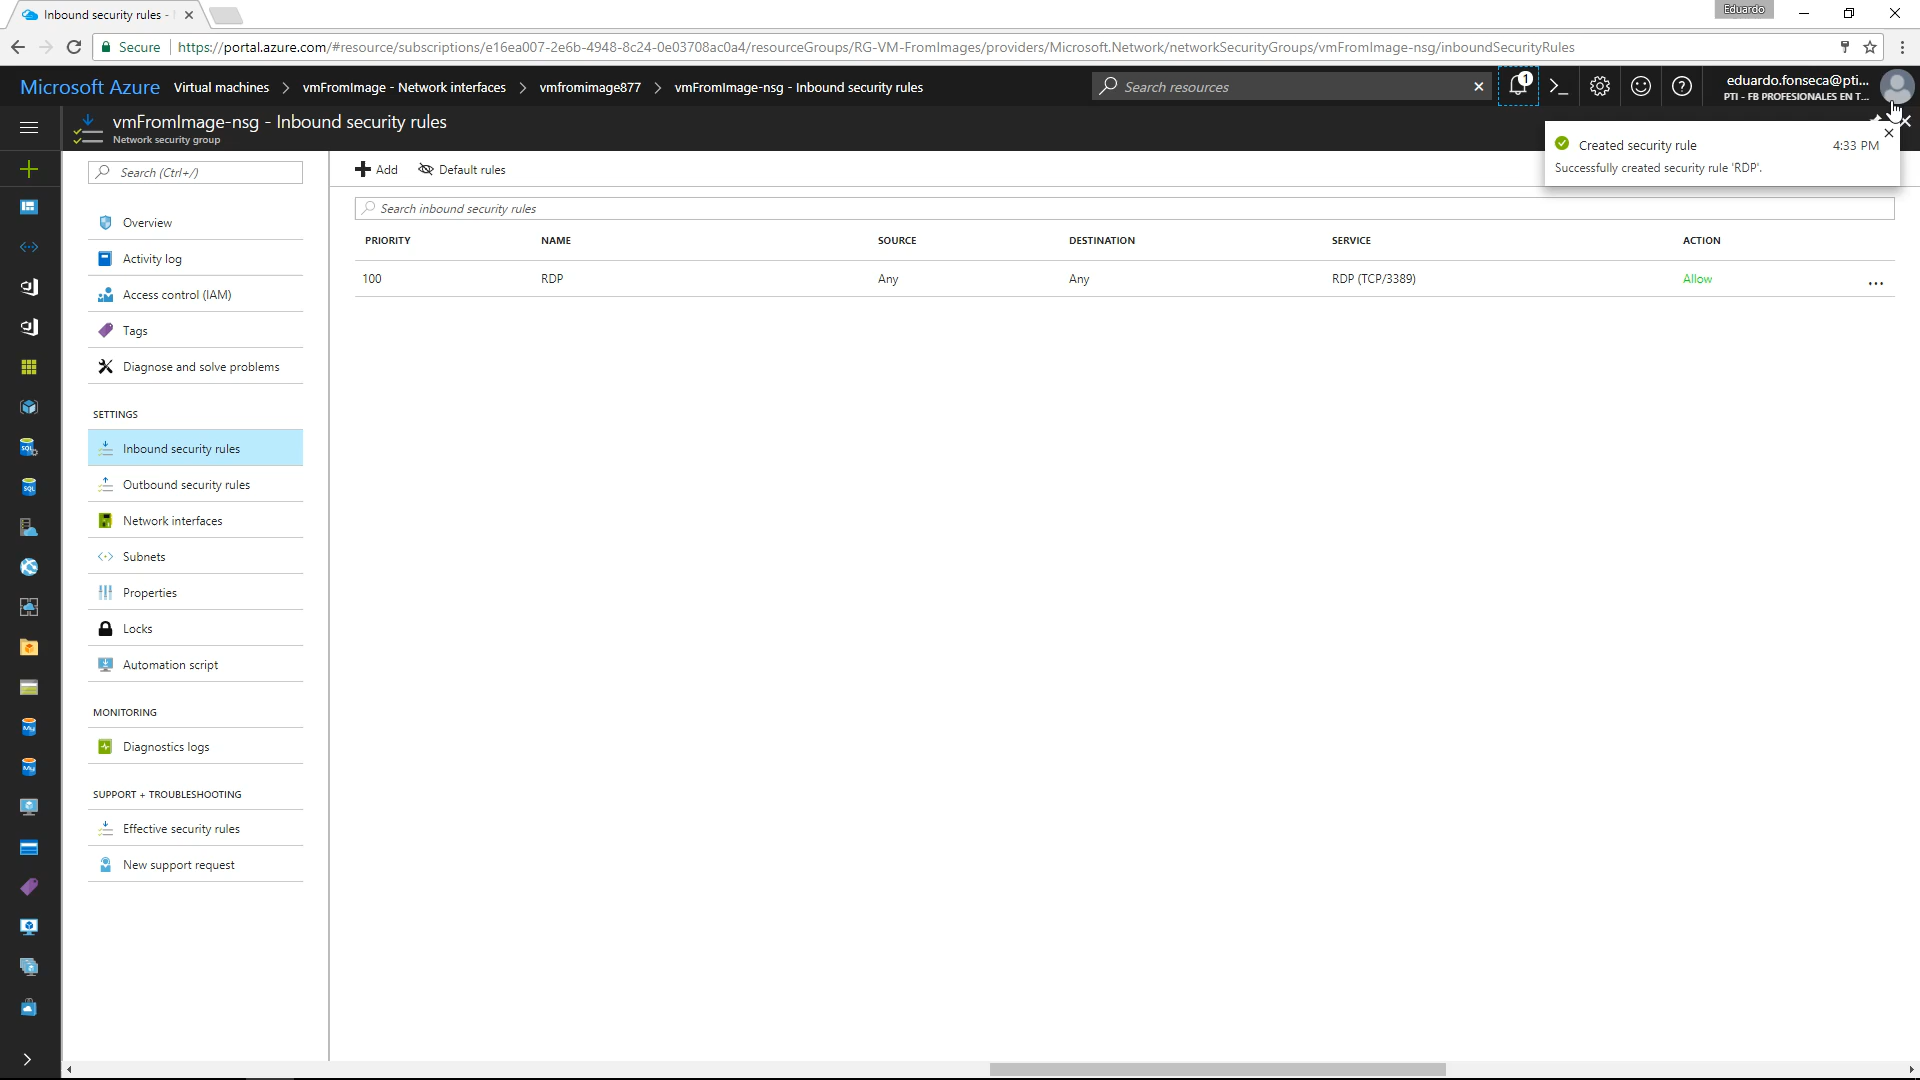 Inbound security rules -
Eduardo
Secure
https://portal.azure.com/#resource/subscriptions/e16ea007-2e6b-4948-8c24-0e03708ac0a4/resourceGroups/RG-VM-FromImages/providers/Microsoft.Network/networkSecurityGroups/vmFromImage-nsg/inboundSecurityRules
Microsoft Azure
Virtual machines
vmFromImage - Network interfaces
vmfromimage877
vmFromImage-nsg - Inbound security rules
Search resources
1
eduardo.fonseca@pti...
PTI - FB PROFESIONALES EN T...
vmFromImage-nsg - Inbound security rules
Network security group
Created security rule
4:33 PM
Successfully created security rule 'RDP'.
Search (Ctrl+/)
Overview
Activity log
Access control (IAM)
Tags
Diagnose and solve problems
SETTINGS
Inbound security rules
Outbound security rules
Network interfaces
Subnets
Properties
Locks
Automation script
MONITORING
Diagnostics logs
SUPPORT + TROUBLESHOOTING
Effective security rules
New support request
Add
Default rules
Search inbound security rules
PRIORITY NAME SOURCE DESTINATION SERVICE ACTION
100 RDP Any Any RDP (TCP/3389) Allow ...
SQL
SQL
My
My